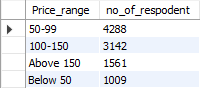 Price_range no_of_respodent
50-99 4288
100-150 3142
Above 150 1561
Below 50 1009